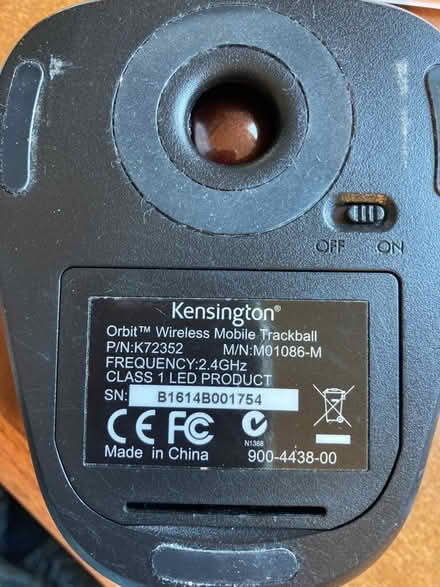 OFF ON
Kensington®
Orbit™ Wireless Mobile Trackball
P/N:K72352 M/N:M01086-M
FREQUENCY:2.4GHz
CLASS 1 LED PRODUCT
SN: B1614B001754
CE FC N1368
Made in China 900-4438-00